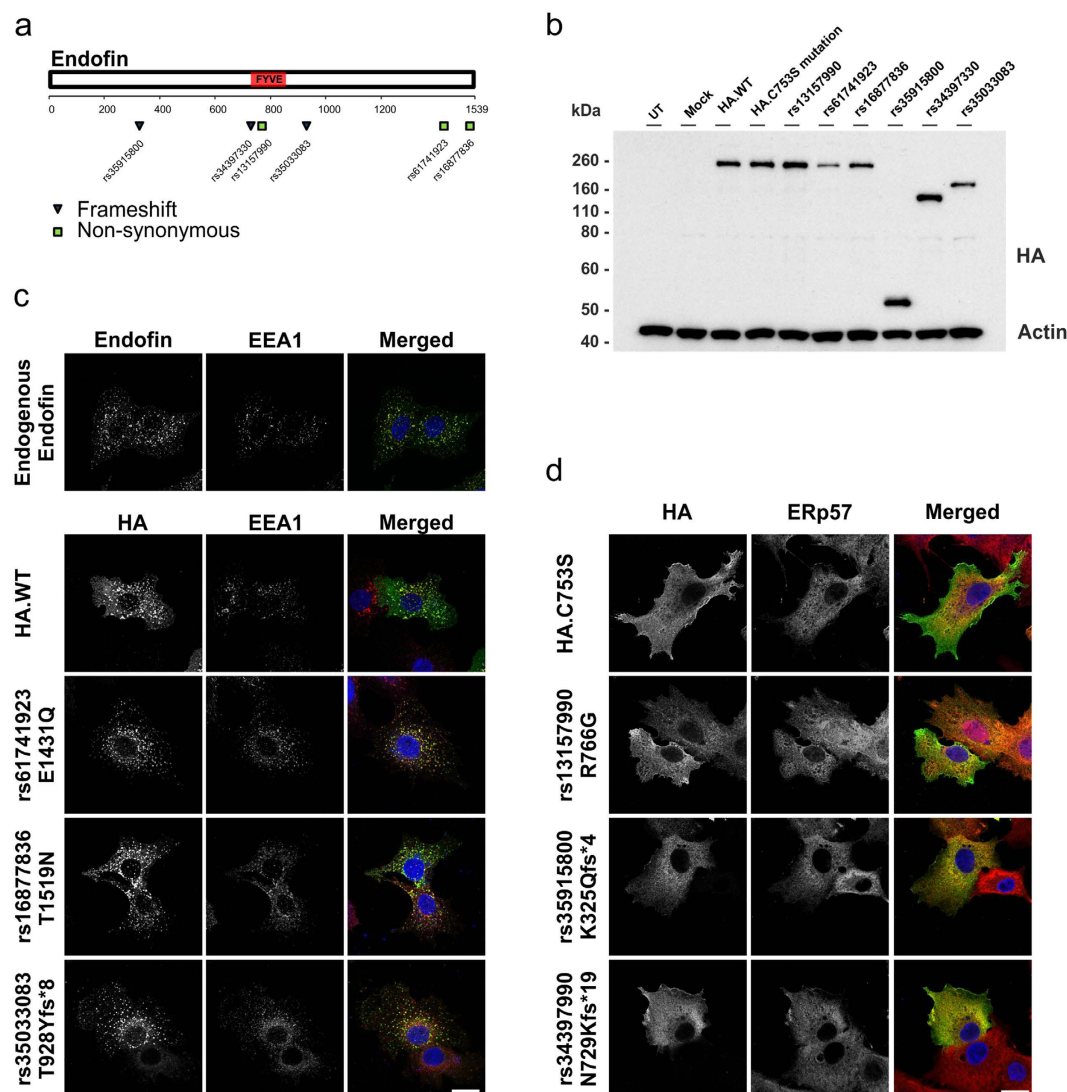 a
Endofin
FYVE
0 200 400 600 800 1000 1200 1539
rs35915800 rs34397330 rs13157990 rs35033083 rs61741923 rs16877836
Frameshift
Non-synonymous
b
kDa UT Mock HA.WT HA.C753S mutation rs13157990 rs61741923 rs16877836 rs35915800 rs34397330 rs35033083
260 -
160 -
110 -
80 -
60 -
50 -
40 -
HA
Actin
c
Endofin EEA1 Merged
Endogenous
Endofin
HA EEA1 Merged
HA.WT
rs61741923
E1431Q
rs16877836
T1519N
rs35033083
T928Yfs*8
d
HA ERp57 Merged
HA.C753S
rs13157990
R766G
rs35915800
K325Qfs*4
rs34397990
N729Kfs*19